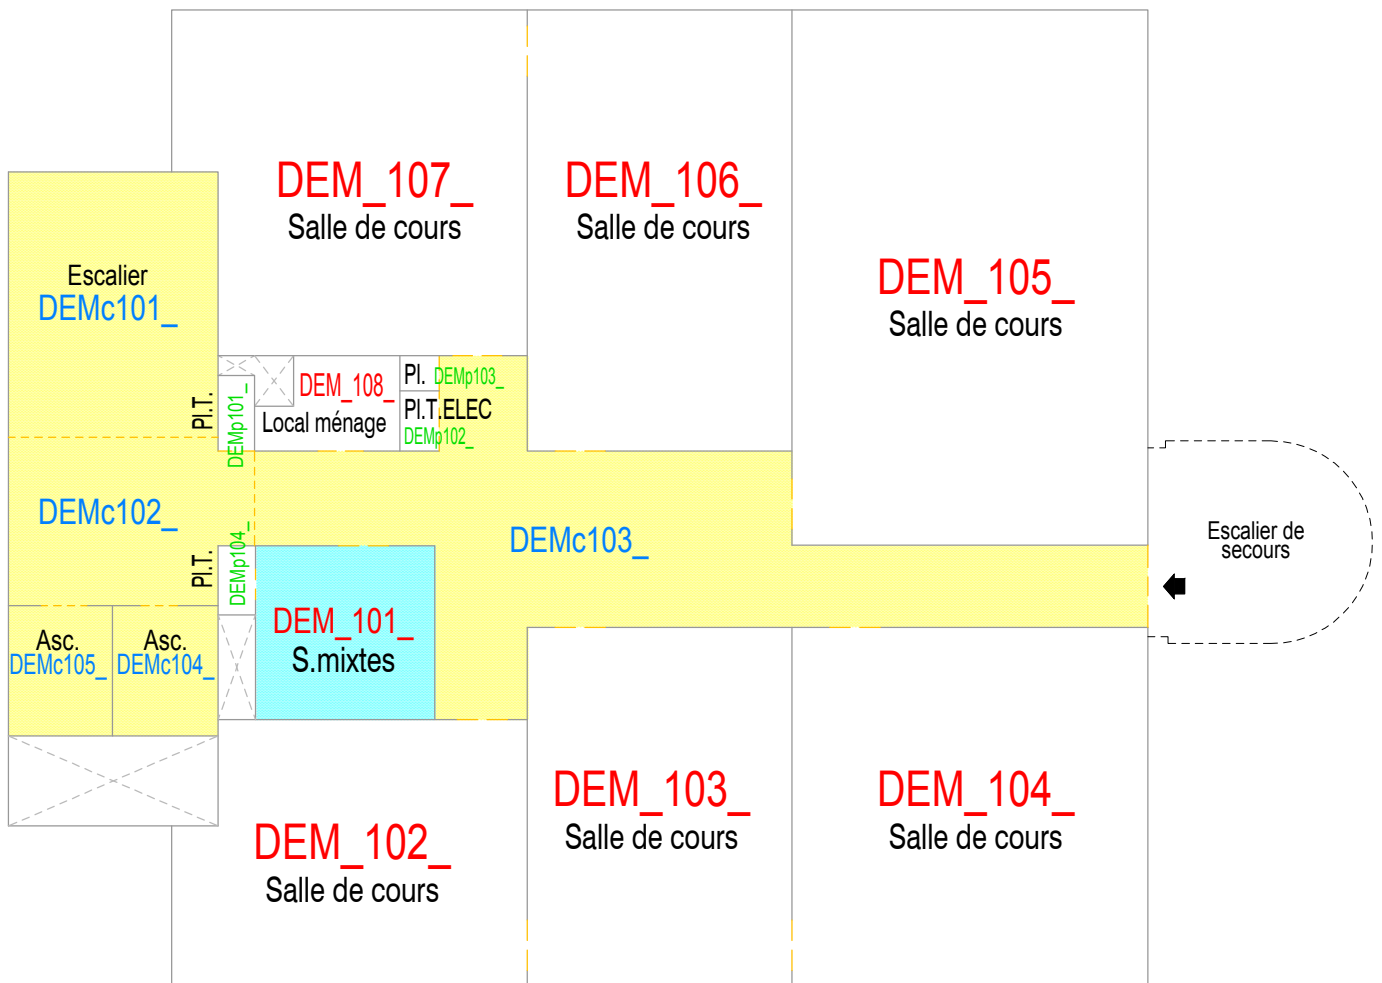 DEM_107_
Salle de cours
DEM_106_
Salle de cours
DEM_105_
Salle de cours
Escalier
DEMc101_
Pl.T.
DEMp101_
DEM_108_
Local ménage
Pl.
DEMp103_
Pl.T.ELEC
DEMp102_
DEMc102_
DEMc103_
Escalier de
secours
Pl.T.
DEMp104_
DEM_101_
S.mixtes
Asc.
DEMc105_
Asc.
DEMc104_
DEM_102_
Salle de cours
DEM_103_
Salle de cours
DEM_104_
Salle de cours